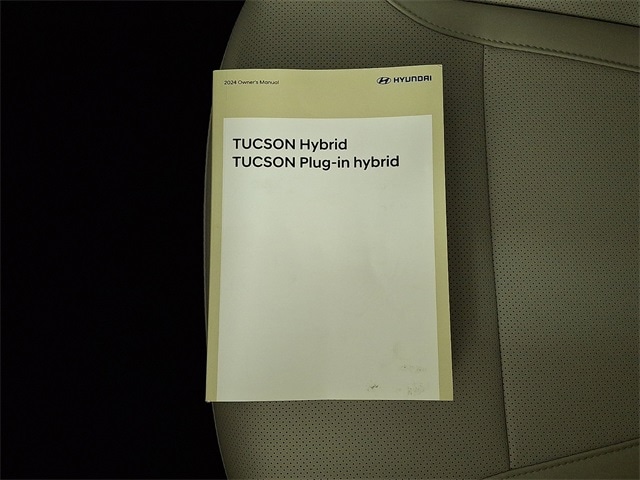 2024 Owner's Manual
HYUNDAI
TUCSON Hybrid
TUCSON Plug-in hybrid